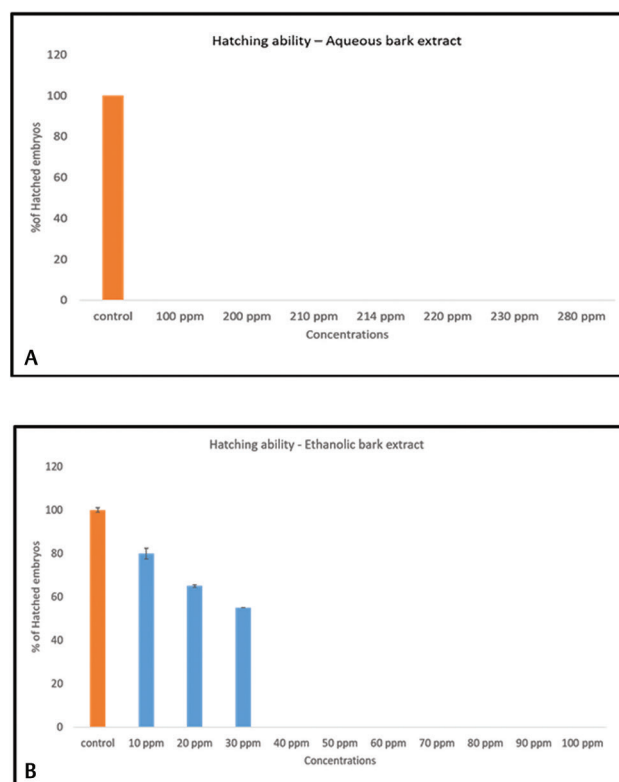 Hatching ability – Aqueous bark extract
120
100
80
60
40
20
0
%of Hatched embryos
control 100 ppm 200 ppm 210 ppm 214 ppm 220 ppm 230 ppm 280 ppm
Concentrations
A
Hatching ability - Ethanolic bark extract
120
100
80
60
40
20
0
% of Hatched embryos
control 10 ppm 20 ppm 30 ppm 40 ppm 50 ppm 60 ppm 70 ppm 80 ppm 90 ppm 100 ppm
Concentrations
B